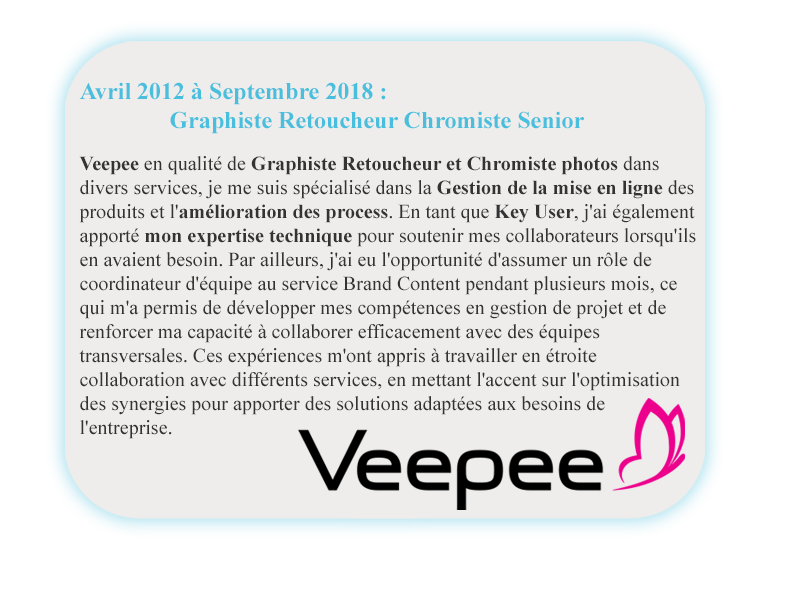 Avril 2012 à Septembre 2018 :
Graphiste Retoucheur Chromiste Senior
Veepee en qualité de Graphiste Retoucheur et Chromiste photos dans
divers services, je me suis spécialisé dans la Gestion de la mise en ligne des
produits et l'amélioration des process. En tant que Key User, j'ai également
apporté mon expertise technique pour soutenir mes collaborateurs lorsqu'ils
en avaient besoin. Par ailleurs, j'ai eu l'opportunité d'assumer un rôle de
coordinateur d'équipe au service Brand Content pendant plusieurs mois, ce
qui m'a permis de développer mes compétences en gestion de projet et de
renforcer ma capacité à collaborer efficacement avec des équipes
transversales. Ces expériences m'ont appris à travailler en étroite
collaboration avec différents services, en mettant l'accent sur l'optimisation
des synergies pour apporter des solutions adaptées aux besoins de
l'entreprise.
Veepee